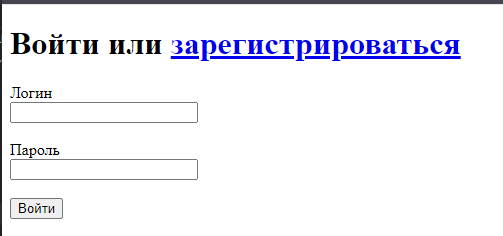 Войти или зарегистрироваться
Логин
Пароль
Войти